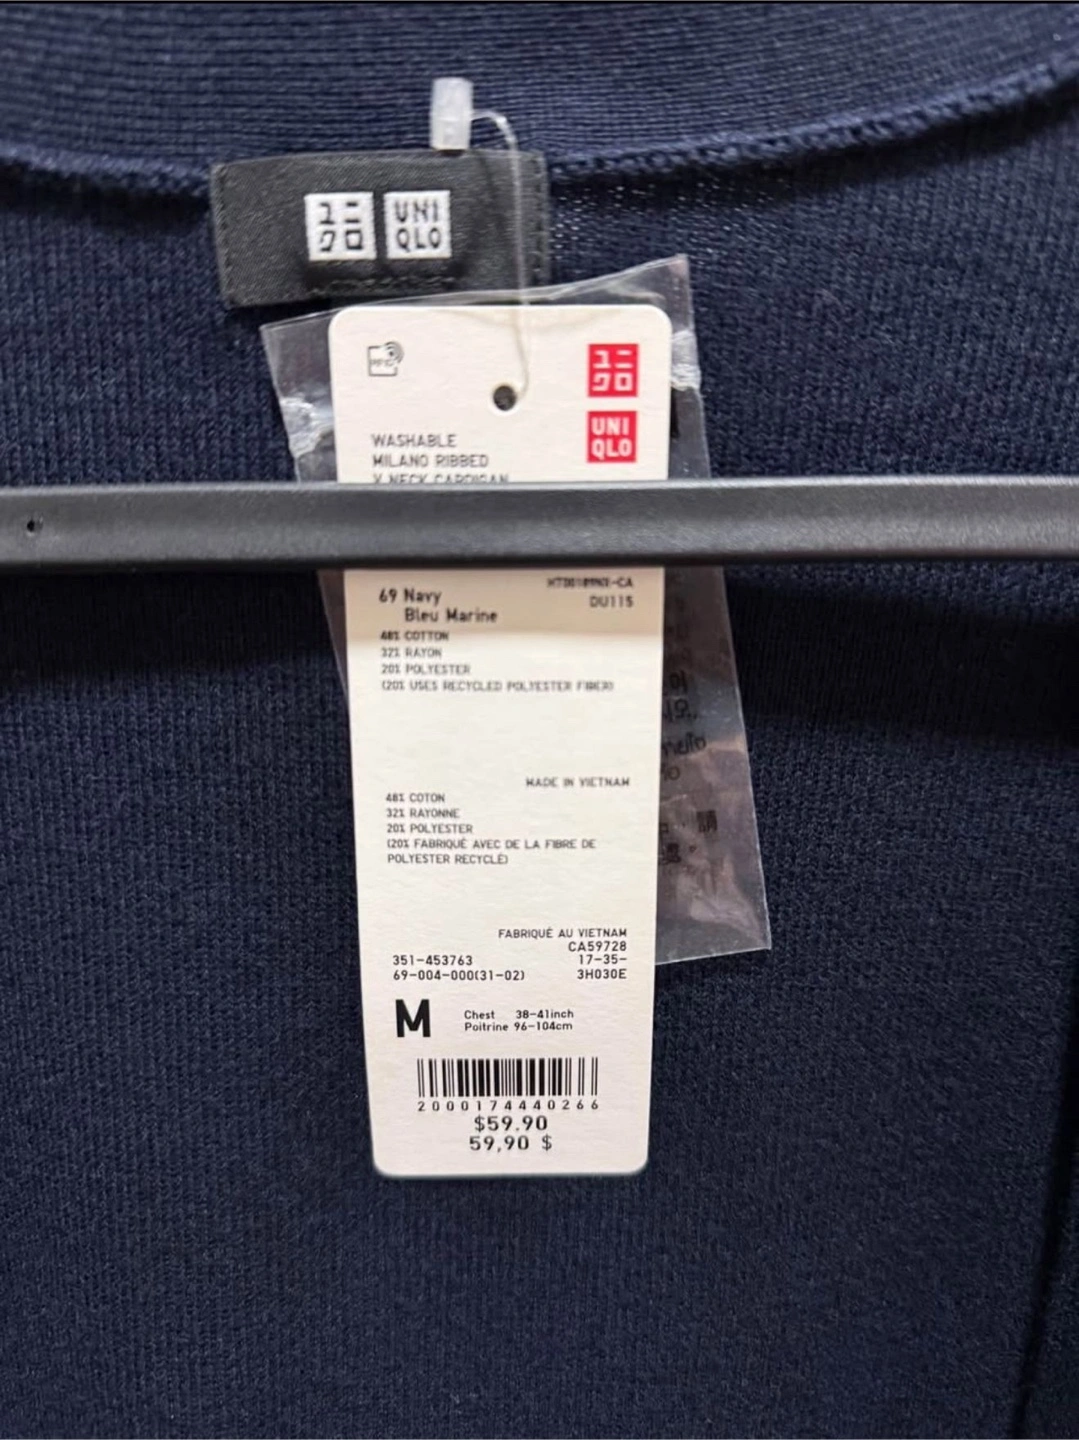 ユニ
クロ
UNI
QLO
RFID
ユニ
クロ
UNI
QLO
WASHABLE
MILANO RIBBED
V NECK CARDIGAN
69 Navy
Bleu Marine
DU115
48% COTTON
32% RAYON
20% POLYESTER
(20% USES RECYCLED POLYESTER FIBER)
MADE IN VIETNAM
48% COTON
32% RAYONNE
20% POLYESTER
(20% FABRIQUÉ AVEC DE LA FIBRE DE
POLYESTER RECYCLÉ)
FABRIQUÉ AU VIETNAM
CA59728
351-453763 17-35-
69-004-000(31-02) 3H030E
M Chest 38-41inch
Poitrine 96-104cm
2000174440266
$59.90
59,90 $